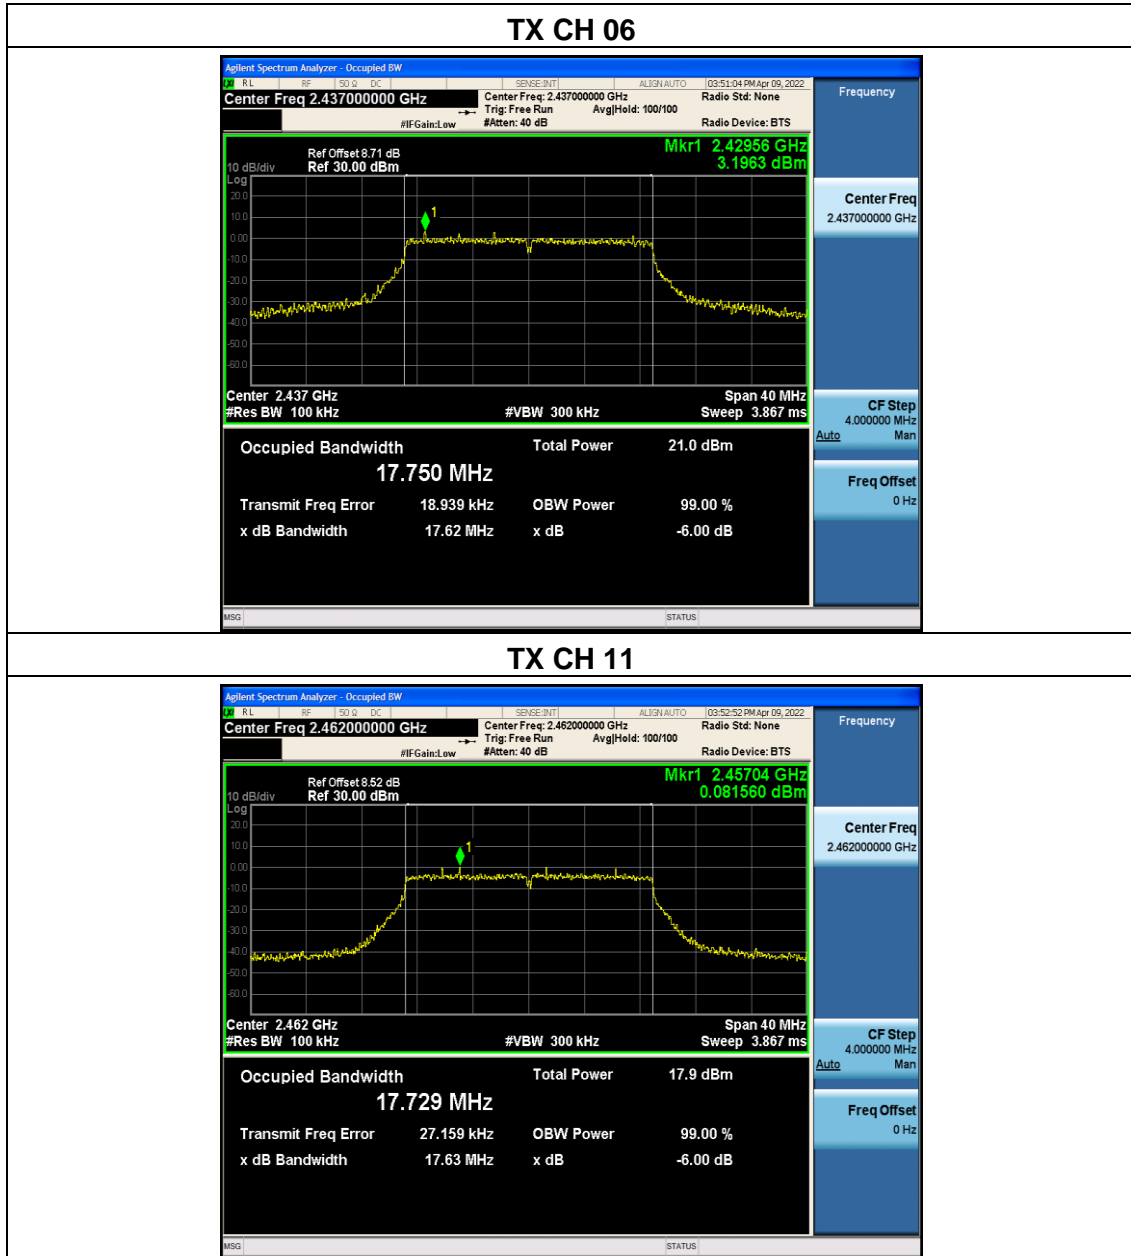 TX CH 06
Agilent Spectrum Analyzer - Occupied BW
LXI RL RF 50 Ω DC SENSE:INT ALIGN AUTO 03:51:04 PM Apr 09, 2022
Center Freq 2.437000000 GHz Center Freq: 2.437000000 GHz Radio Std: None Frequency
Trig: Free Run Avg|Hold: 100/100
#IFGain:Low #Atten: 40 dB Radio Device: BTS
Mkr1 2.42956 GHz
Ref Offset 8.71 dB 3.1963 dBm
10 dB/div Ref 30.00 dBm
Log
20.0
10.0
0.00
-10.0
-20.0
-30.0
-40.0
-50.0
-60.0
1
Center Freq
2.437000000 GHz
Center 2.437 GHz Span 40 MHz
#Res BW 100 kHz #VBW 300 kHz Sweep 3.867 ms
CF Step
4.000000 MHz
Auto Man
Occupied Bandwidth Total Power 21.0 dBm
17.750 MHz
Freq Offset
0 Hz
Transmit Freq Error 18.939 kHz OBW Power 99.00 %
x dB Bandwidth 17.62 MHz x dB -6.00 dB
MSG STATUS
TX CH 11
Agilent Spectrum Analyzer - Occupied BW
LXI RL RF 50 Ω DC SENSE:INT ALIGN AUTO 03:52:52 PM Apr 09, 2022
Center Freq 2.462000000 GHz Center Freq: 2.462000000 GHz Radio Std: None Frequency
Trig: Free Run Avg|Hold: 100/100
#IFGain:Low #Atten: 40 dB Radio Device: BTS
Mkr1 2.45704 GHz
Ref Offset 8.52 dB 0.081560 dBm
10 dB/div Ref 30.00 dBm
Log
20.0
10.0
0.00
-10.0
-20.0
-30.0
-40.0
-50.0
-60.0
1
Center Freq
2.462000000 GHz
Center 2.462 GHz Span 40 MHz
#Res BW 100 kHz #VBW 300 kHz Sweep 3.867 ms
CF Step
4.000000 MHz
Auto Man
Occupied Bandwidth Total Power 17.9 dBm
17.729 MHz
Freq Offset
0 Hz
Transmit Freq Error 27.159 kHz OBW Power 99.00 %
x dB Bandwidth 17.63 MHz x dB -6.00 dB
MSG STATUS